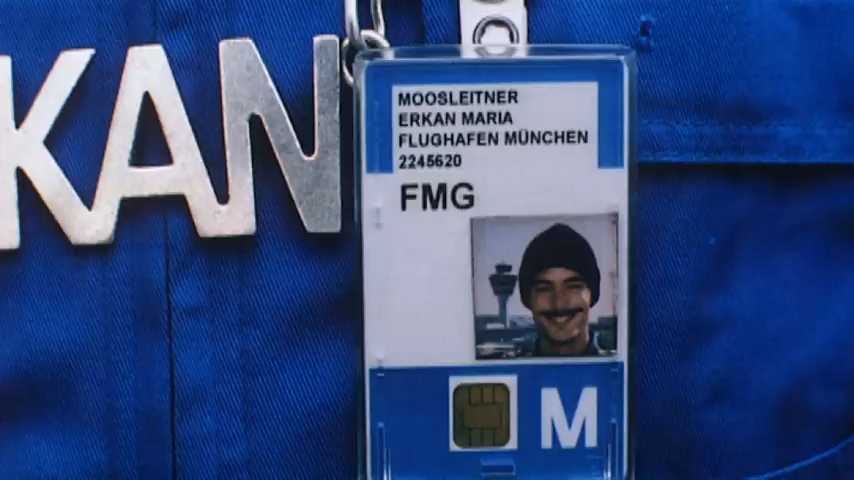 KAN
MOOSLEITNER
ERKAN MARIA
FLUGHAFEN MÜNCHEN
2245620
FMG
M